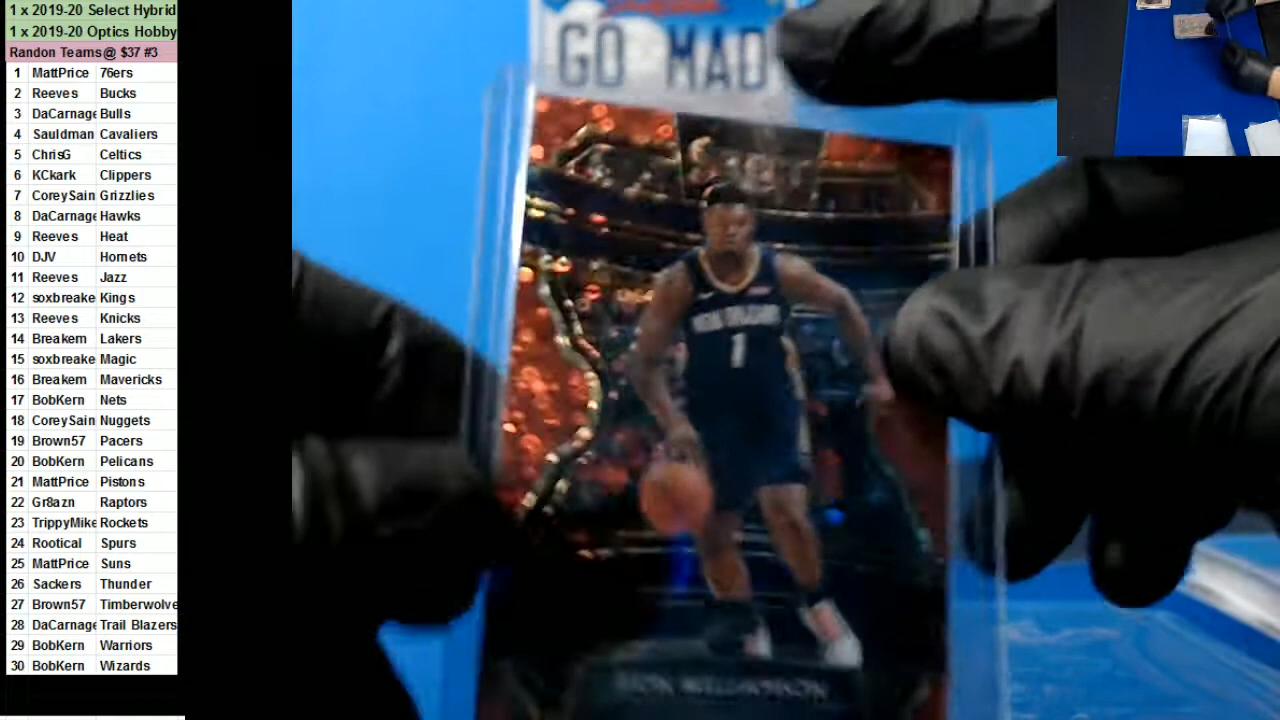 1 x 2019-20 Select Hybrid
1 x 2019-20 Optics Hobby
Randon Teams@ $37 #3
1 MattPrice 76ers
2 Reeves Bucks
3 DaCarnage Bulls
4 Sauldman Cavaliers
5 ChrisG Celtics
6 KCkark Clippers
7 CoreySain Grizzlies
8 DaCarnage Hawks
9 Reeves Heat
10 DJV Hornets
11 Reeves Jazz
12 soxbreake Kings
13 Reeves Knicks
14 Breakem Lakers
15 soxbreake Magic
16 Breakem Mavericks
17 BobKern Nets
18 CoreySain Nuggets
19 Brown57 Pacers
20 BobKern Pelicans
21 MattPrice Pistons
22 Gr8azn Raptors
23 TrippyMike Rockets
24 Rootical Spurs
25 MattPrice Suns
26 Sackers Thunder
27 Brown57 Timberwolve
28 DaCarnage Trail Blazers
29 BobKern Warriors
30 BobKern Wizards
GO MAD
NEW ORLEANS
1
ZION WILLIAMSON